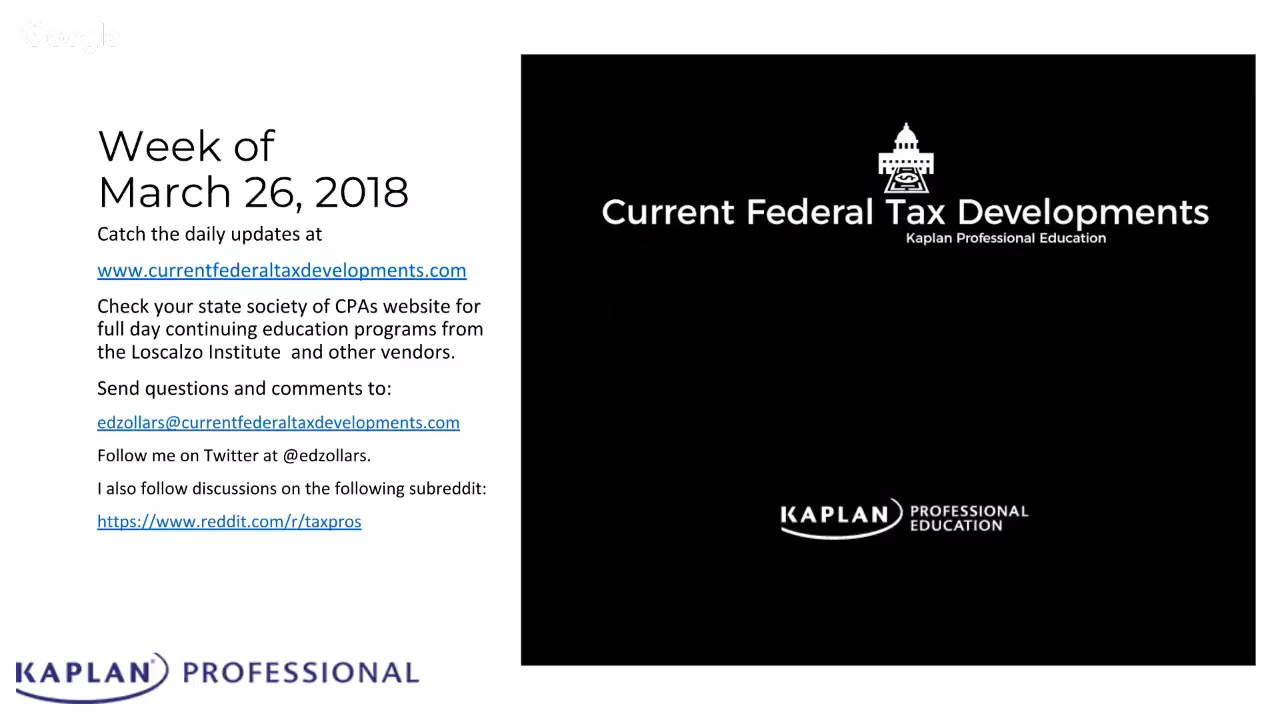 Google
Week of
March 26, 2018
Catch the daily updates at
www.currentfederaltaxdevelopments.com
Check your state society of CPAs website for
full day continuing education programs from
the Loscalzo Institute and other vendors.
Send questions and comments to:
edzollars@currentfederaltaxdevelopments.com
Follow me on Twitter at @edzollars.
I also follow discussions on the following subreddit:
https://www.reddit.com/r/taxpros
KAPLAN PROFESSIONAL
Current Federal Tax Developments
Kaplan Professional Education
KAPLAN PROFESSIONAL
EDUCATION